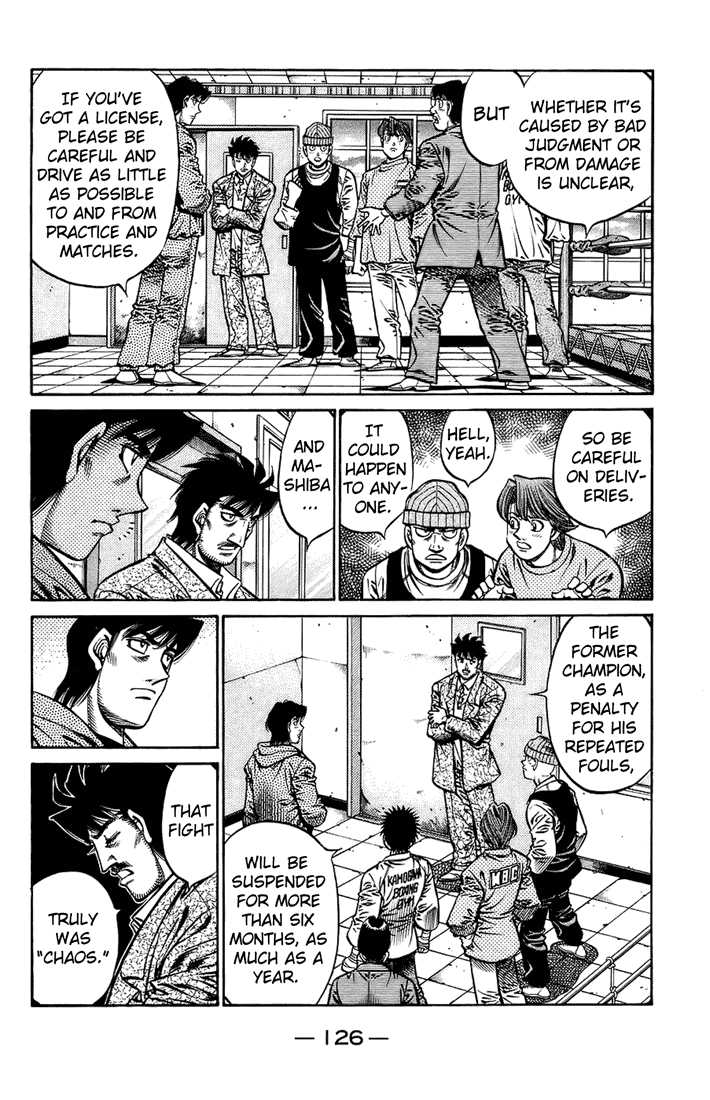 WHETHER IT'S
CAUSED BY BAD
JUDGMENT OR
FROM DAMAGE
IS UNCLEAR,
BUT
IF YOU'VE
GOT A LICENSE,
PLEASE BE
CAREFUL AND
DRIVE AS LITTLE
AS POSSIBLE
TO AND FROM
PRACTICE AND
MATCHES.
SO BE
CAREFUL
ON DELIV-
ERIES.
HELL,
YEAH.
IT
COULD
HAPPEN
TO ANY-
ONE.
AND
MA-
SHIBA
...
THE
FORMER
CHAMPION,
AS A
PENALTY
FOR HIS
REPEATED
FOULS,
KAMOGAWA
BOXING
GYM
WILL BE
SUSPENDED
FOR MORE
THAN SIX
MONTHS, AS
MUCH AS A
YEAR.
THAT
FIGHT
TRULY
WAS
"CHAOS."
— 126 —